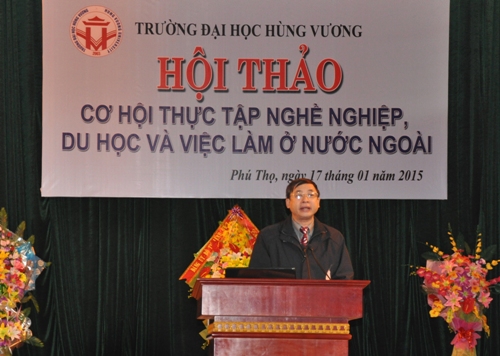 TRƯỜNG ĐẠI HỌC HÙNG VƯƠNG
HỘI THẢO
CƠ HỘI THỰC TẬP NGHỀ NGHIỆP,
DU HỌC VÀ VIỆC LÀM Ở NƯỚC NGOÀI
Phú Thọ, ngày 17 tháng 01 năm 2015